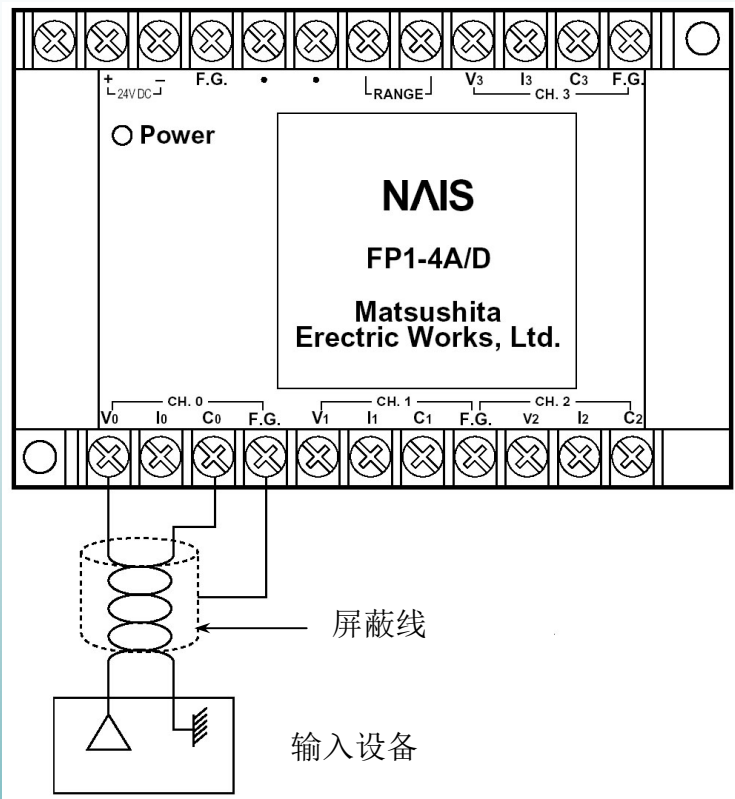 + – F.G. • • V3 I3 C3 F.G.
24V DC RANGE CH. 3
Power
NAIS
FP1-4A/D
Matsushita
Erectric Works, Ltd.
CH. 0 CH. 1 CH. 2
V0 I0 C0 F.G. V1 I1 C1 F.G. V2 I2 C2
屏蔽线
输入设备